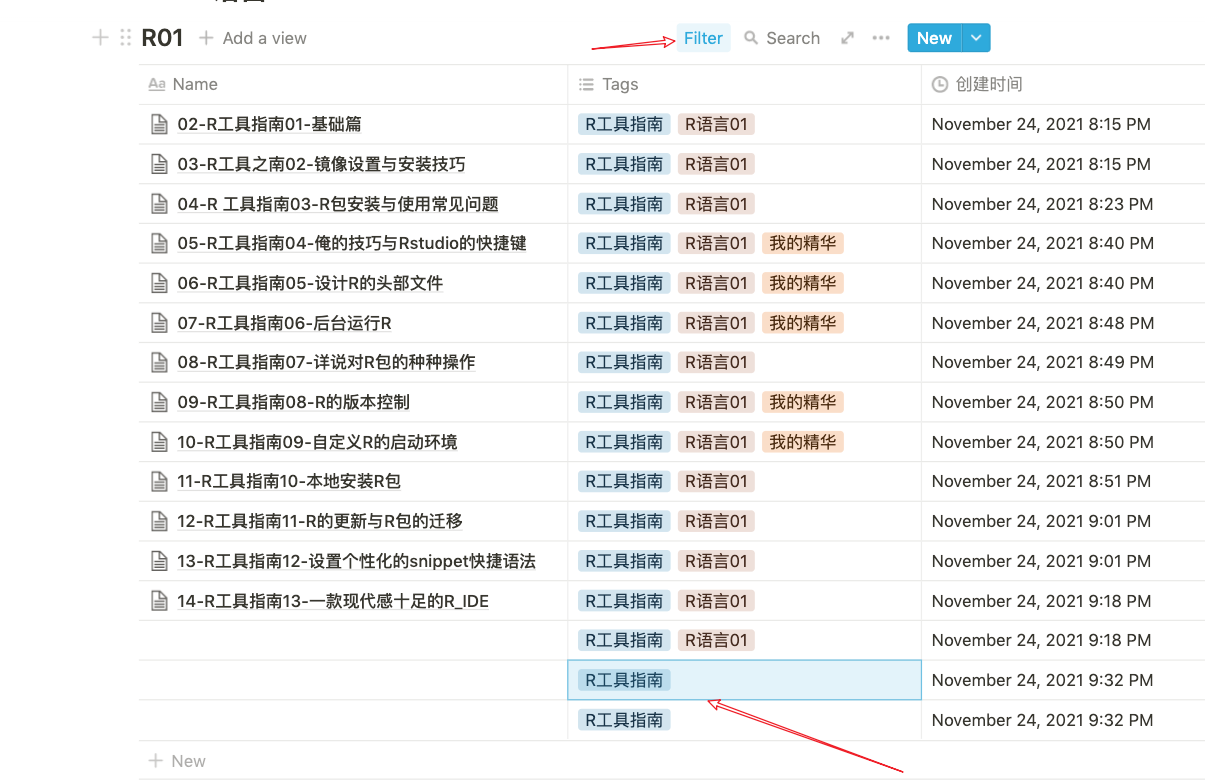 R01 Add a view Filter Search New
Aa Name Tags 创建时间
02-R工具指南01-基础篇 R工具指南 R语言01 November 24, 2021 8:15 PM
03-R工具之南02-镜像设置与安装技巧 R工具指南 R语言01 November 24, 2021 8:15 PM
04-R 工具指南03-R包安装与使用常见问题 R工具指南 R语言01 November 24, 2021 8:23 PM
05-R工具指南04-俺的技巧与Rstudio的快捷键 R工具指南 R语言01 我的精华 November 24, 2021 8:40 PM
06-R工具指南05-设计R的头部文件 R工具指南 R语言01 我的精华 November 24, 2021 8:40 PM
07-R工具指南06-后台运行R R工具指南 R语言01 我的精华 November 24, 2021 8:48 PM
08-R工具指南07-详说对R包的种种操作 R工具指南 R语言01 November 24, 2021 8:49 PM
09-R工具指南08-R的版本控制 R工具指南 R语言01 我的精华 November 24, 2021 8:50 PM
10-R工具指南09-自定义R的启动环境 R工具指南 R语言01 我的精华 November 24, 2021 8:50 PM
11-R工具指南10-本地安装R包 R工具指南 R语言01 November 24, 2021 8:51 PM
12-R工具指南11-R的更新与R包的迁移 R工具指南 R语言01 November 24, 2021 9:01 PM
13-R工具指南12-设置个性化的snippet快捷语法 R工具指南 R语言01 November 24, 2021 9:01 PM
14-R工具指南13-一款现代感十足的R_IDE R工具指南 R语言01 November 24, 2021 9:18 PM
R工具指南 R语言01 November 24, 2021 9:18 PM
R工具指南 November 24, 2021 9:32 PM
R工具指南 November 24, 2021 9:32 PM
New